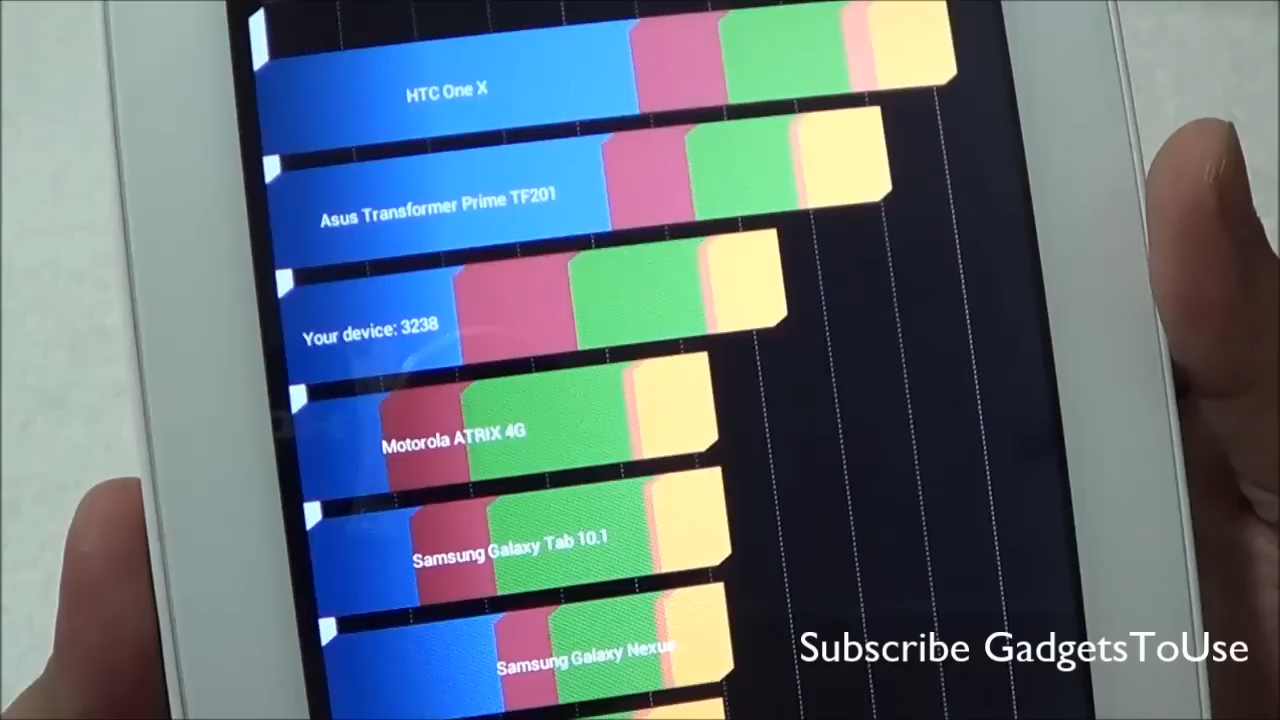 HTC One X
Asus Transformer Prime TF201
Your device: 3238
Motorola ATRIX 4G
Samsung Galaxy Tab 10.1
Samsung Galaxy Nexus
Subscribe GadgetsToUse